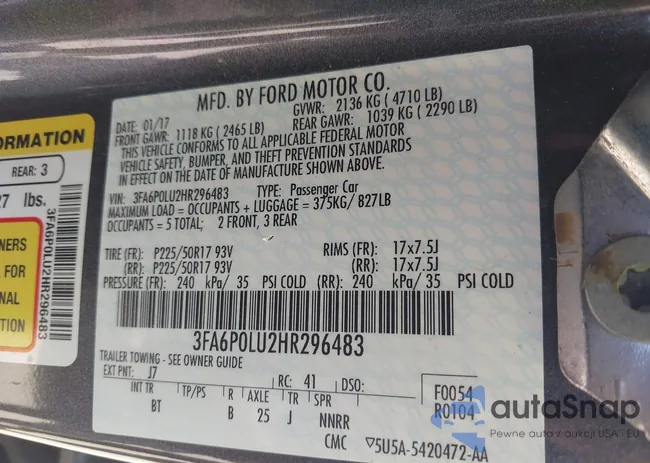 MFD. BY FORD MOTOR CO.
DATE: 01/17 GVWR: 2136 KG ( 4710 LB)
FRONT GAWR: 1118 KG ( 2465 LB) REAR GAWR: 1039 KG ( 2290 LB)
THIS VEHICLE CONFORMS TO ALL APPLICABLE FEDERAL MOTOR
VEHICLE SAFETY, BUMPER, AND THEFT PREVENTION STANDARDS
IN EFFECT ON THE DATE OF MANUFACTURE SHOWN ABOVE.
VIN: 3FA6P0LU2HR296483 TYPE: Passenger Car
MAXIMUM LOAD = OCCUPANTS + LUGGAGE = 375KG/ 827LB
OCCUPANTS = 5 TOTAL; 2 FRONT, 3 REAR
TIRE (FR): P225/50R17 93V RIMS (FR): 17x7.5J
(RR): P225/50R17 93V (RR): 17x7.5J
PRESSURE (FR): 240 kPa/ 35 PSI COLD (RR): 240 kPa/ 35 PSI COLD
3FA6P0LU2HR296483
TRAILER TOWING - SEE OWNER GUIDE
EXT PNT: J7 RC: 41 DSO: F0054
R0104
INT TR TP/PS R AXLE TR SPR
BT B 25 J NNRR
CMC 5U5A-5420472-AA
ORMATION
REAR: 3
27 lbs.
3FA6P0LU2HR296483
NERS
FOR
NAL
TION
autoSnap
Pewne auta z aukcji USA i EU